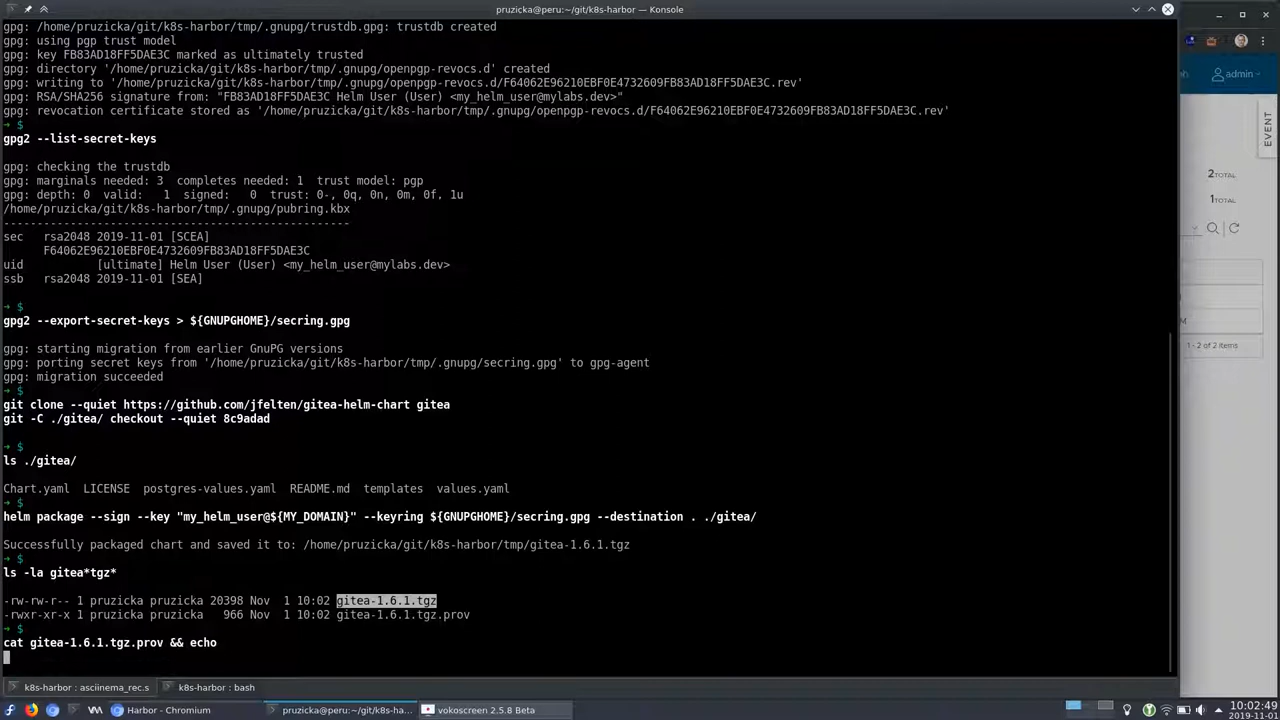 pruzicka@peru:~/git/k8s-harbor — Konsole
gpg: /home/pruzicka/git/k8s-harbor/tmp/.gnupg/trustdb.gpg: trustdb created
gpg: using pgp trust model
gpg: key FB83AD18FF5DAE3C marked as ultimately trusted
gpg: directory '/home/pruzicka/git/k8s-harbor/tmp/.gnupg/openpgp-revocs.d' created
gpg: writing to '/home/pruzicka/git/k8s-harbor/tmp/.gnupg/openpgp-revocs.d/F64062E96210EBF0E4732609FB83AD18FF5DAE3C.rev'
gpg: RSA/SHA256 signature from: "FB83AD18FF5DAE3C Helm User (User) <my_helm_user@mylabs.dev>"
gpg: revocation certificate stored as '/home/pruzicka/git/k8s-harbor/tmp/.gnupg/openpgp-revocs.d/F64062E96210EBF0E4732609FB83AD18FF5DAE3C.rev'
→ $
gpg2 --list-secret-keys
gpg: checking the trustdb
gpg: marginals needed: 3  completes needed: 1  trust model: pgp
gpg: depth: 0  valid:   1  signed:   0  trust: 0-, 0q, 0n, 0m, 0f, 1u
/home/pruzicka/git/k8s-harbor/tmp/.gnupg/pubring.kbx
----------------------------------------------------
sec   rsa2048 2019-11-01 [SCEA]
F64062E96210EBF0E4732609FB83AD18FF5DAE3C
uid           [ultimate] Helm User (User) <my_helm_user@mylabs.dev>
ssb   rsa2048 2019-11-01 [SEA]
→ $
gpg2 --export-secret-keys > ${GNUPGHOME}/secring.gpg
gpg: starting migration from earlier GnuPG versions
gpg: porting secret keys from '/home/pruzicka/git/k8s-harbor/tmp/.gnupg/secring.gpg' to gpg-agent
gpg: migration succeeded
→ $
git clone --quiet https://github.com/jfelten/gitea-helm-chart gitea
git -C ./gitea/ checkout --quiet 8c9adad
→ $
ls ./gitea/
Chart.yaml  LICENSE  postgres-values.yaml  README.md  templates  values.yaml
→ $
helm package --sign --key "my_helm_user@${MY_DOMAIN}" --keyring ${GNUPGHOME}/secring.gpg --destination . ./gitea/
Successfully packaged chart and saved it to: /home/pruzicka/git/k8s-harbor/tmp/gitea-1.6.1.tgz
→ $
ls -la gitea*tgz*
-rw-rw-r-- 1 pruzicka pruzicka 20398 Nov  1 10:02 gitea-1.6.1.tgz
-rwxr-xr-x 1 pruzicka pruzicka   966 Nov  1 10:02 gitea-1.6.1.tgz.prov
→ $
cat gitea-1.6.1.tgz.prov && echo
admin
EVENT
2TOTAL
1TOTAL
1 - 2 of 2 items
k8s-harbor : asciinema_rec.s
k8s-harbor : bash
Harbor - Chromium
pruzicka@peru:~/git/k8s-ha...
vokoscreen 2.5.8 Beta
10:02:49
2019-11-01